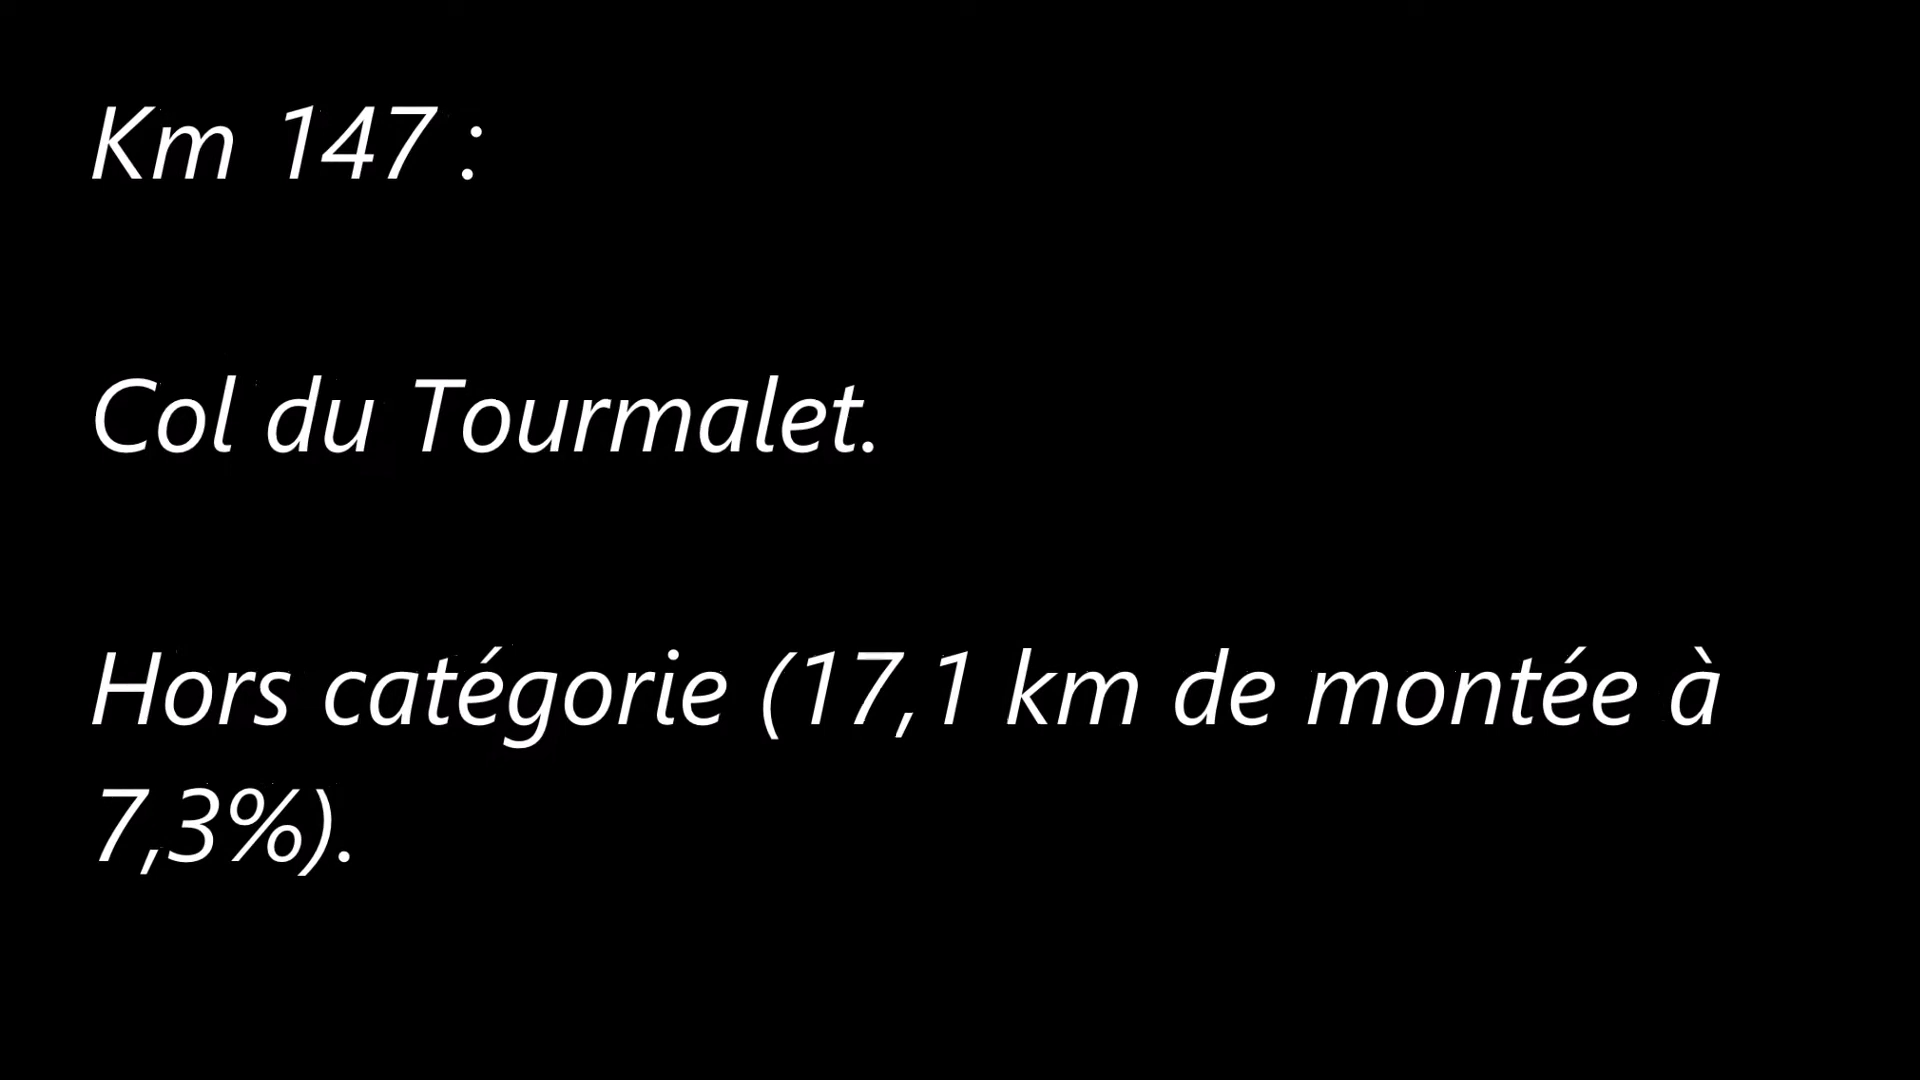 Km 147 :
Col du Tourmalet.
Hors catégorie (17,1 km de montée à
7,3%).